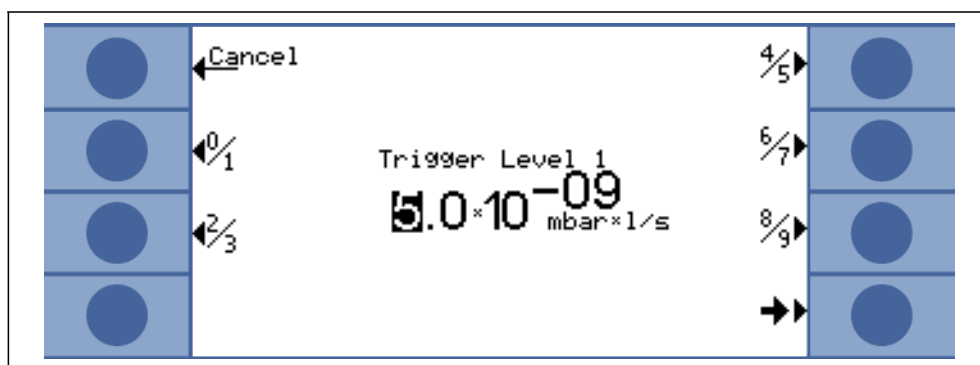 Cancel
4/5
0/1
6/7
Trigger Level 1
5.0×10⁻⁰⁹
mbar×l/s
2/3
8/9